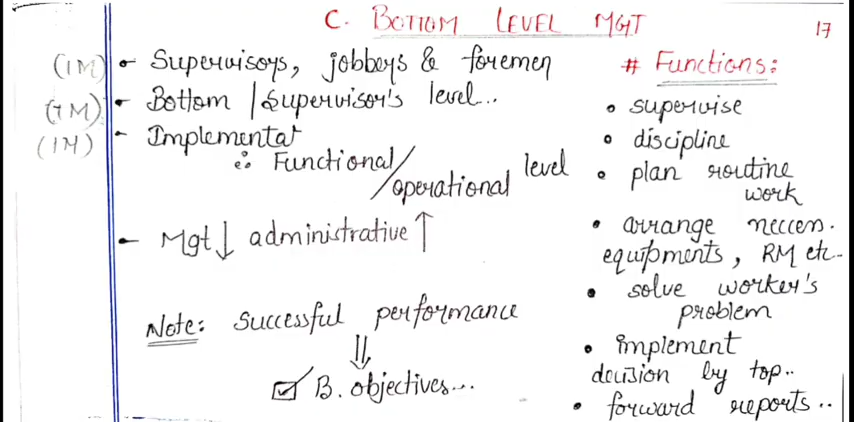 C. BOTTOM LEVEL MGT
17
(1M) - Supervisors, jobbers & foremen
(1M) - Bottom / Supervisor's level...
(1M) - Implementat
∴ Functional/operational level
- Mgt ↓ administrative ↑
Note: Successful performance
⇓
☑ B. objectives...
# Functions:
• supervise
• discipline
• plan routine
work
• arrange neccen.
equipments, RM etc..
• solve worker's
problem
• implement
decision by top..
• forward reports..